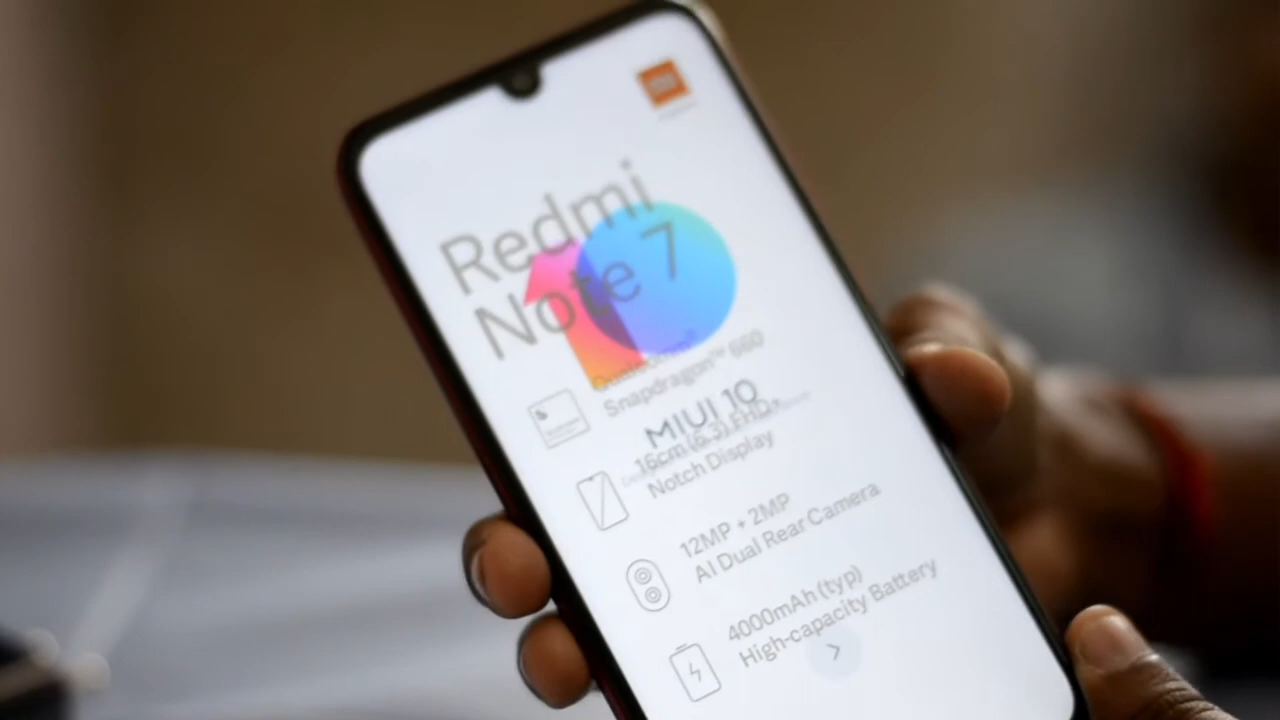 mi
Redmi
Note 7
Qualcomm®
Snapdragon™ 660
MIUI 10
16cm (6.3) FHD+
Notch Display
12MP + 2MP
AI Dual Rear Camera
4000mAh (typ)
High-capacity Battery